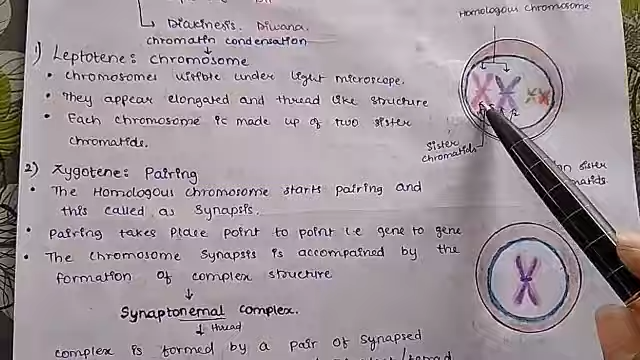 Diakinesis. Diwana.
chromatin condensation
↓
Homologous chromosome
1) Leptotene: chromosome
• chromosomes visible under light microscope.
• They appear elongated and thread like structure
• Each chromosome is made up of two sister
chromatids.
Sister
chromatids
sister
2) Zygotene: Pairing
• The Homologous chromosome starts pairing and
this called as synapsis.
• Pairing takes place point to point i.e gene to gene
• The chromosome synapsis is accompained by the
formation of complex structure
↓
Synaptonemal complex.
↓ thread
complex is formed by a pair of synapsed